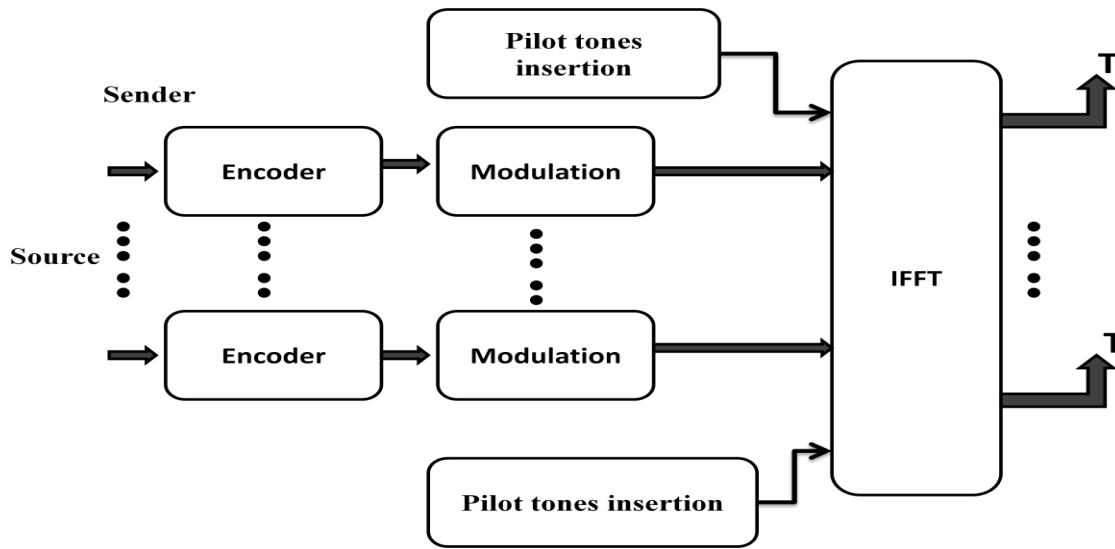 Pilot tones
insertion
T
Sender
Encoder
Modulation
Source
IFFT
T
Encoder
Modulation
Pilot tones insertion